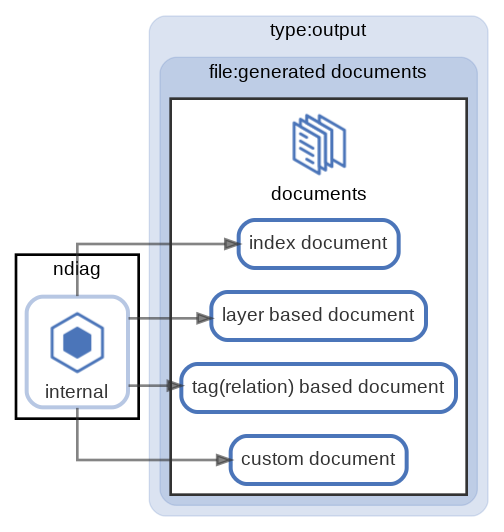 type:output
file:generated documents
documents
index document
ndiag
layer based document
internal
tag(relation) based document
custom document